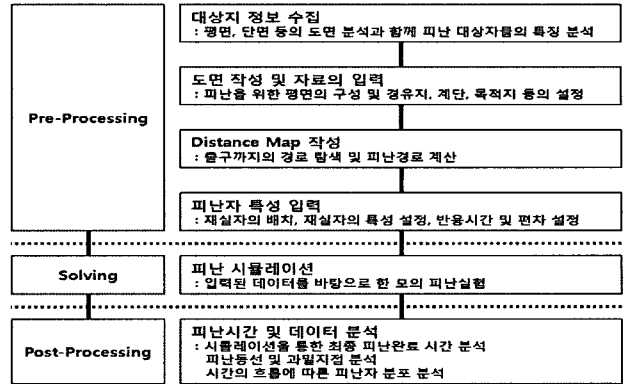 대상지 정보 수집
: 평면, 단면 등의 도면 분석과 함께 피난 대상자들의 특징 분석
도면 작성 및 자료의 입력
: 피난을 위한 평면의 구성 및 경유지, 계단, 목적지 등의 설정
Pre-Processing
Distance Map 작성
: 출구까지의 경로 탐색 및 피난경로 계산
피난자 특성 입력
: 재실자의 배치, 재실자의 특성 설정, 반응시간 및 편차 설정
Solving
피난 시뮬레이션
: 입력된 데이터를 바탕으로 한 모의 피난실험
Post-Processing
피난시간 및 데이터 분석
: 시뮬레이션을 통한 최종 피난완료 시간 분석
피난동선 및 과밀지점 분석
시간의 흐름에 따른 피난자 분포 분석